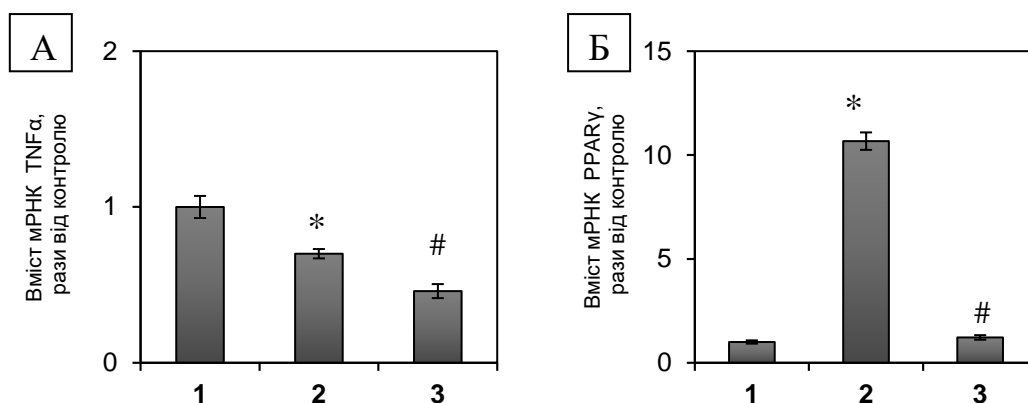 А
Вміст мРНК TNFα,
рази від контролю
2
1
0
*
#
1 2 3
Б
Вміст мРНК PPARγ,
рази від контролю
15
10
5
0
*
#
1 2 3